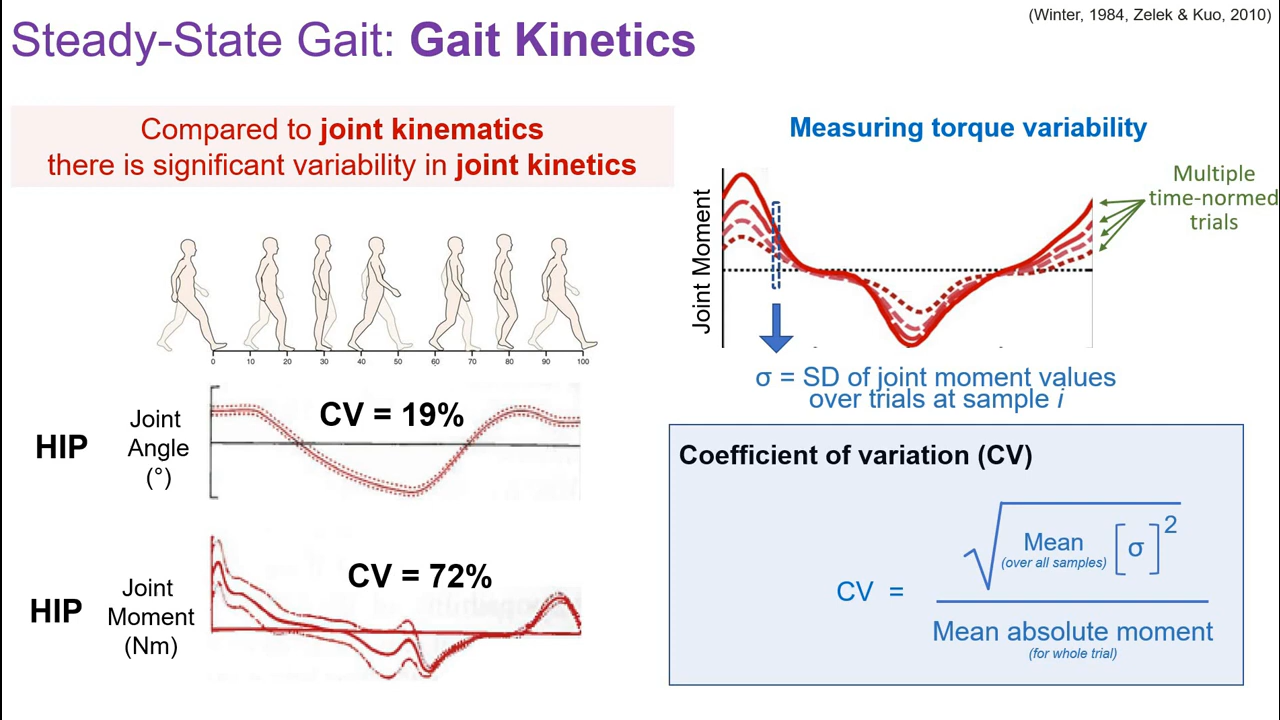 (Winter, 1984, Zelek & Kuo, 2010)
Steady-State Gait: Gait Kinetics
Compared to joint kinematics
there is significant variability in joint kinetics
0 10 20 30 40 50 60 70 80 90 100
HIP
Joint
Angle
(°)
CV = 19%
HIP
Joint
Moment
(Nm)
CV = 72%
Measuring torque variability
Joint Moment
Multiple
time-normed
trials
σ = SD of joint moment values
over trials at sample i
Coefficient of variation (CV)
CV =
Mean [σ]²
(over all samples)
Mean absolute moment
(for whole trial)